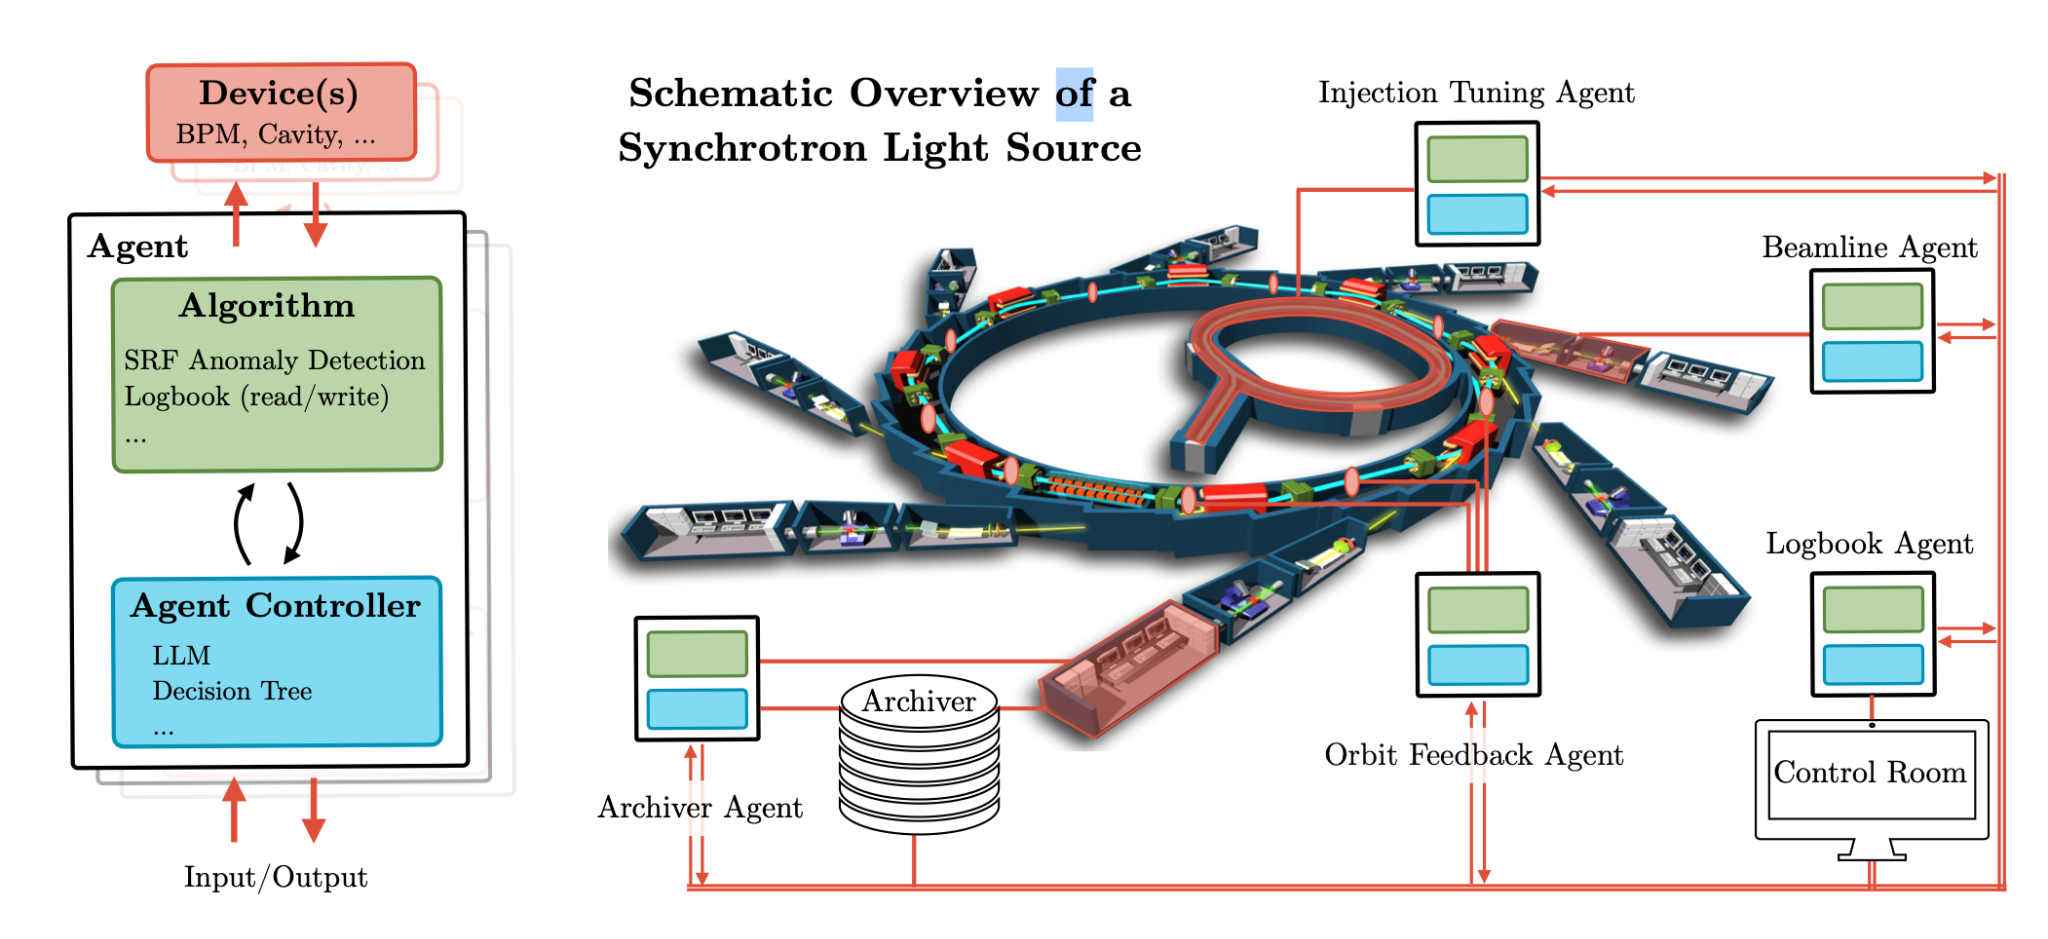 Device(s)
BPM, Cavity, ...
BPM, Cavity, ...
Agent
Algorithm
SRF Anomaly Detection
Logbook (read/write)
...
Agent Controller
LLM
Decision Tree
...
Input/Output
Schematic Overview of a
Synchrotron Light Source
Injection Tuning Agent
Beamline Agent
Logbook Agent
Control Room
Orbit Feedback Agent
Archiver
Archiver Agent